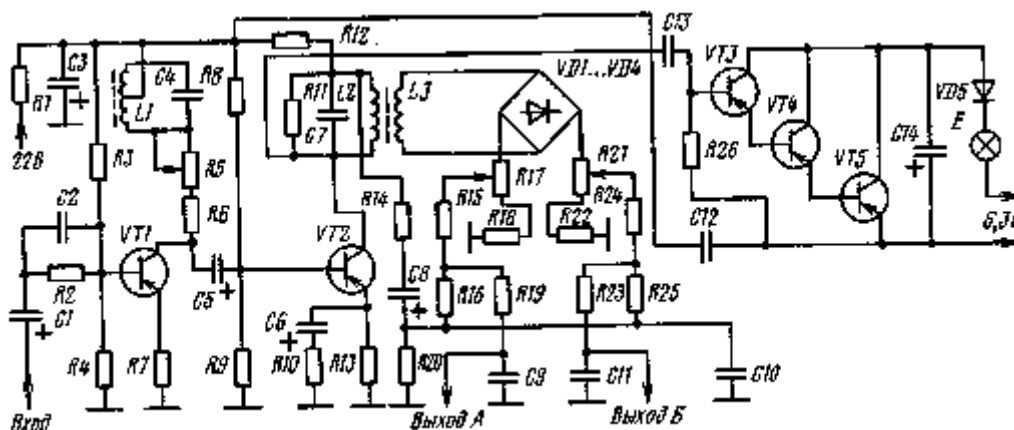 R12
C13
VT3
C3
C4
R8
R11
L2
L3
VD1...VD4
VT4
VD5
R1
L1
C7
E
22В
R3
R5
R26
C14
VT5
R14
R15
R17
R21
R24
C2
R6
R18
R22
C12
6,3В
VT1
VT2
R2
C5
C8
C1
R16
R19
R23
R25
C6
R4
R7
R9
R10
R13
R20
C9
C11
C10
Вход
Выход А
Выход Б